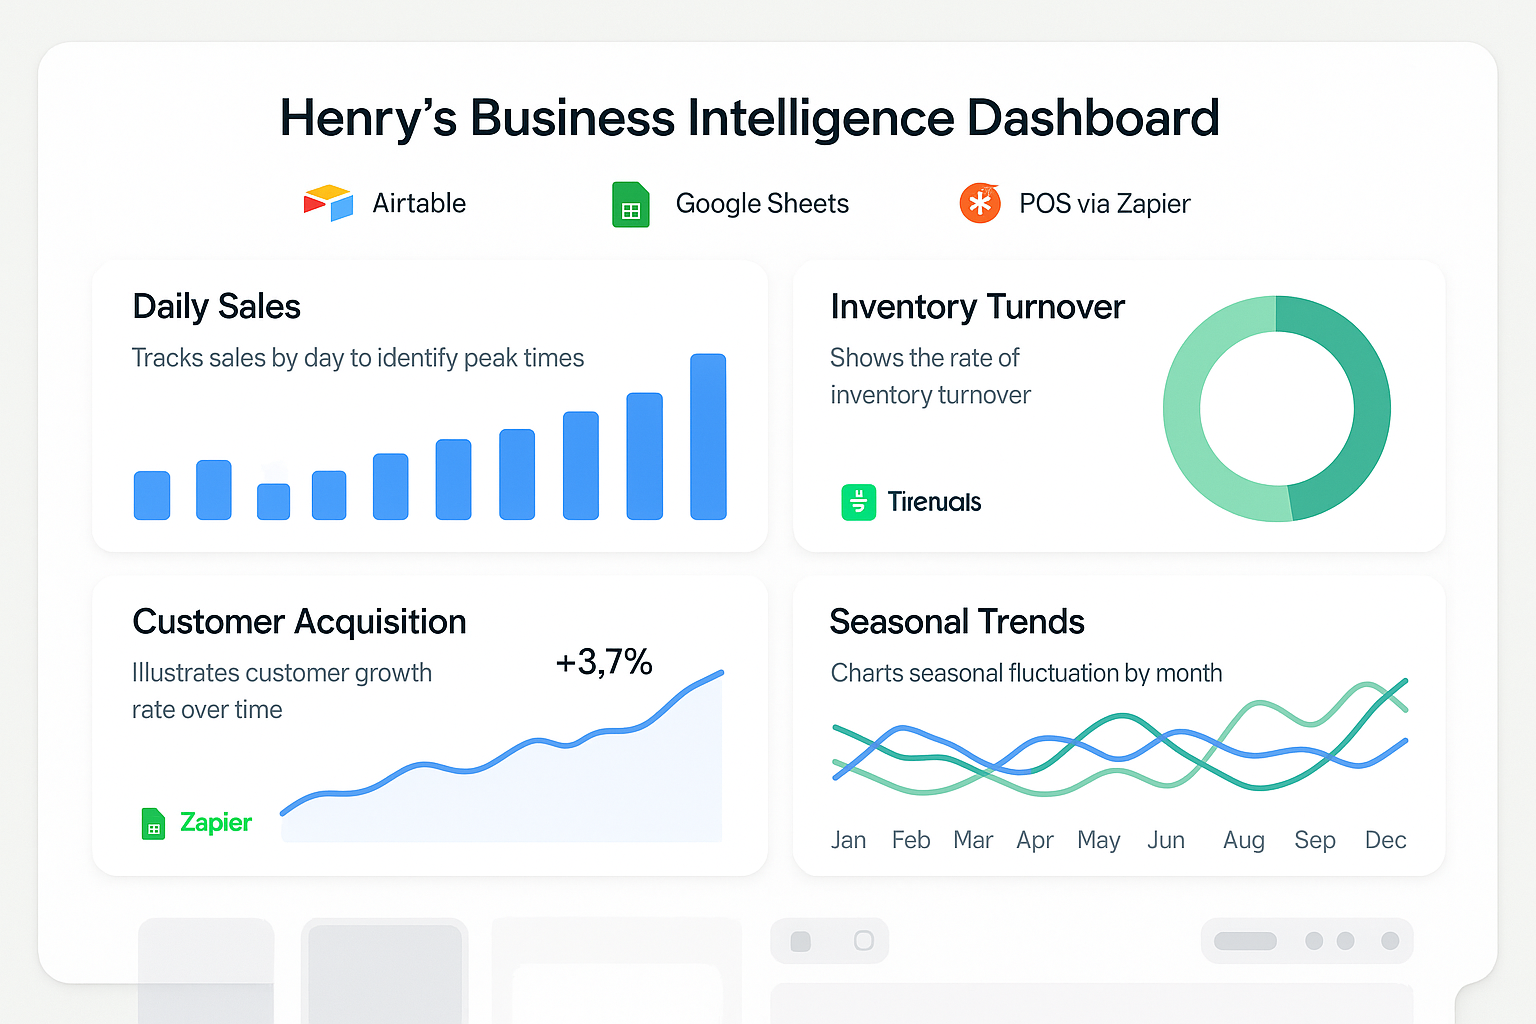 Henry’s Business Intelligence Dashboard
Airtable
Google Sheets
POS via Zapier
Daily Sales
Tracks sales by day to identify peak times
Inventory Turnover
Shows the rate of
inventory turnover
Tirenuals
Customer Acquisition
Illustrates customer growth
rate over time
+3,7%
Zapier
Seasonal Trends
Charts seasonal fluctuation by month
Jan Feb Mar Apr May Jun Aug Sep Dec